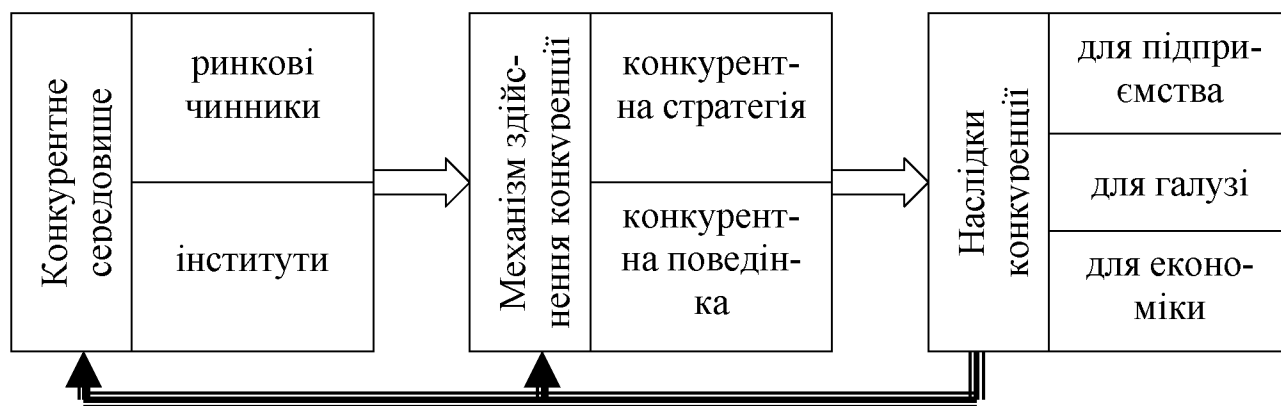 Конкурентне
середовище
ринкові
чинники
інститути
Механізм здійс-
нення конкуренції
конкурент-
на стратегія
конкурент-
на поведін-
ка
Наслідки
конкуренції
для підпри-
ємства
для галузі
для еконо-
міки